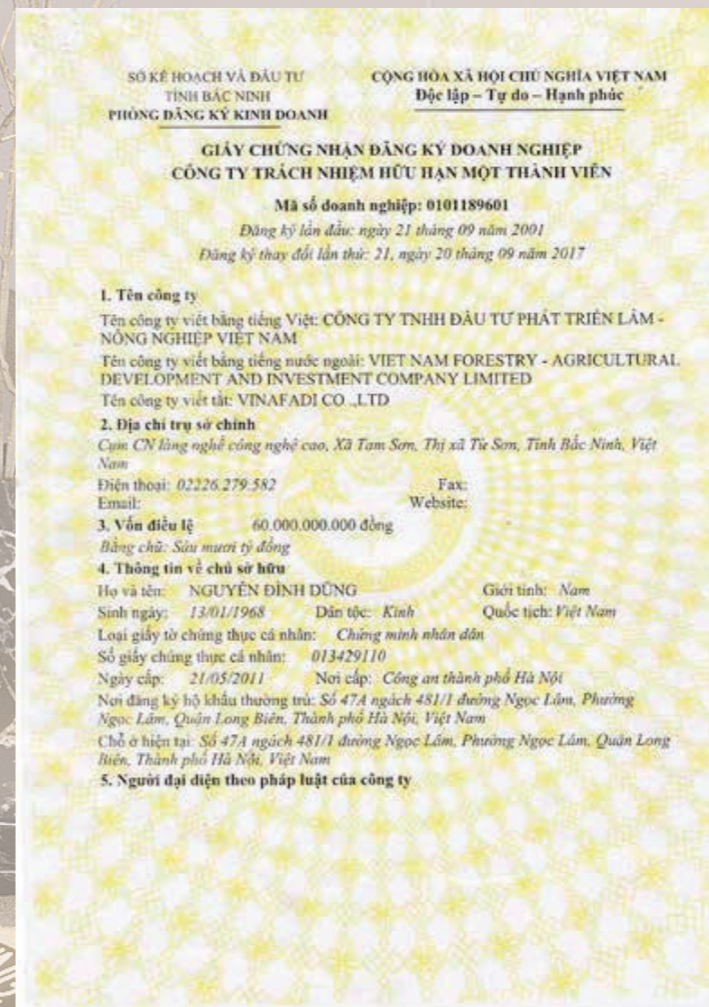 SỞ KẾ HOẠCH VÀ ĐẦU TƯ
TỈNH BẮC NINH
PHÒNG ĐĂNG KÝ KINH DOANH
CỘNG HÒA XÃ HỘI CHỦ NGHĨA VIỆT NAM
Độc lập – Tự do – Hạnh phúc
GIẤY CHỨNG NHẬN ĐĂNG KÝ DOANH NGHIỆP
CÔNG TY TRÁCH NHIỆM HỮU HẠN MỘT THÀNH VIÊN
Mã số doanh nghiệp: 0101189601
Đăng ký lần đầu: ngày 21 tháng 09 năm 2001
Đăng ký thay đổi lần thứ: 21, ngày 20 tháng 09 năm 2017
1. Tên công ty
Tên công ty viết bằng tiếng Việt: CÔNG TY TNHH ĐẦU TƯ PHÁT TRIỂN LÂM -
NÔNG NGHIỆP VIỆT NAM
Tên công ty viết bằng tiếng nước ngoài: VIET NAM FORESTRY - AGRICULTURAL
DEVELOPMENT AND INVESTMENT COMPANY LIMITED
Tên công ty viết tắt: VINAFADI CO .,LTD
2. Địa chỉ trụ sở chính
Cụm CN làng nghề công nghệ cao, Xã Tam Sơn, Thị xã Từ Sơn, Tỉnh Bắc Ninh, Việt
Nam
Điện thoại: 02226.279.582 Fax:
Email: Website:
3. Vốn điều lệ 60.000.000.000 đồng
Bằng chữ: Sáu mươi tỷ đồng
4. Thông tin về chủ sở hữu
Họ và tên: NGUYỄN ĐÌNH DŨNG Giới tính: Nam
Sinh ngày: 13/01/1968 Dân tộc: Kinh Quốc tịch: Việt Nam
Loại giấy tờ chứng thực cá nhân: Chứng minh nhân dân
Số giấy chứng thực cá nhân: 013429110
Ngày cấp: 21/05/2011 Nơi cấp: Công an thành phố Hà Nội
Nơi đăng ký hộ khẩu thường trú: Số 47A ngách 481/1 đường Ngọc Lâm, Phường
Ngọc Lâm, Quận Long Biên, Thành phố Hà Nội, Việt Nam
Chỗ ở hiện tại: Số 47A ngách 481/1 đường Ngọc Lâm, Phường Ngọc Lâm, Quận Long
Biên, Thành phố Hà Nội, Việt Nam
5. Người đại diện theo pháp luật của công ty